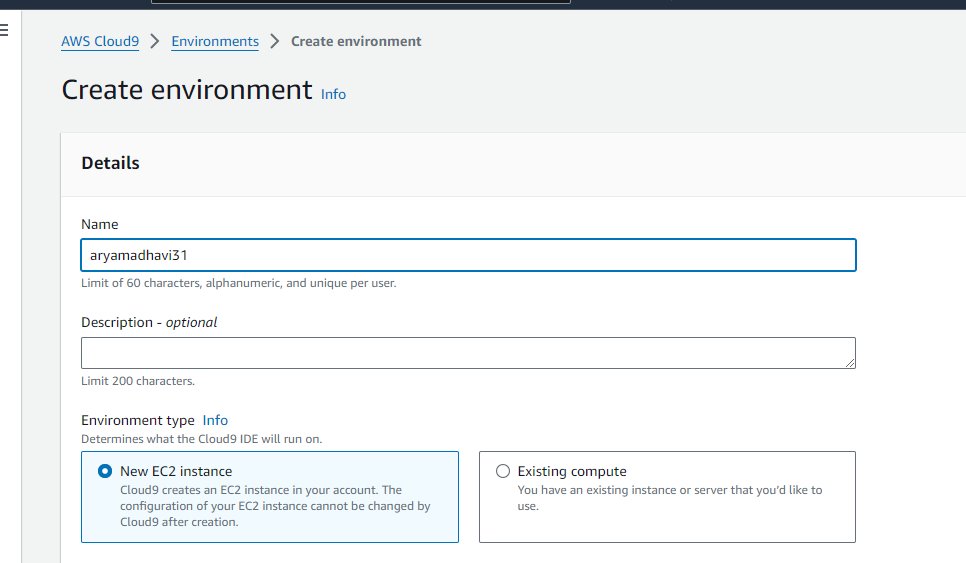 AWS Cloud9 > Environments > Create environment
Create environment Info
Details
Name
aryamadhavi31
Limit of 60 characters, alphanumeric, and unique per user.
Description - optional
Limit 200 characters.
Environment type Info
Determines what the Cloud9 IDE will run on.
New EC2 instance
Cloud9 creates an EC2 instance in your account. The
configuration of your EC2 instance cannot be changed by
Cloud9 after creation.
Existing compute
You have an existing instance or server that you'd like to
use.